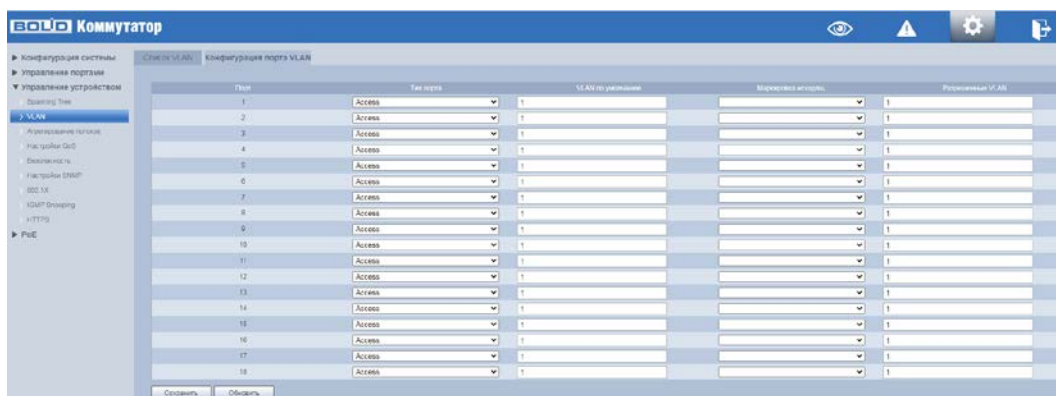 BOLID Коммутатор
Конфигурация системы
Управление портами
Управление устройством
Spanning Tree
VLAN
Агрегирование потоков
Настройки QoS
Безопасность
Настройки SNMP
802.1X
IGMP Snooping
HTTPS
PoE
Список VLAN Конфигурация порта VLAN
Порт Тип порта VLAN по умолчанию Маркировка исходящ. Разрешенные VLAN
1 Access 1 1
2 Access 1 1
3 Access 1 1
4 Access 1 1
5 Access 1 1
6 Access 1 1
7 Access 1 1
8 Access 1 1
9 Access 1 1
10 Access 1 1
11 Access 1 1
12 Access 1 1
13 Access 1 1
14 Access 1 1
15 Access 1 1
16 Access 1 1
17 Access 1 1
18 Access 1 1
Сохранить Обновить